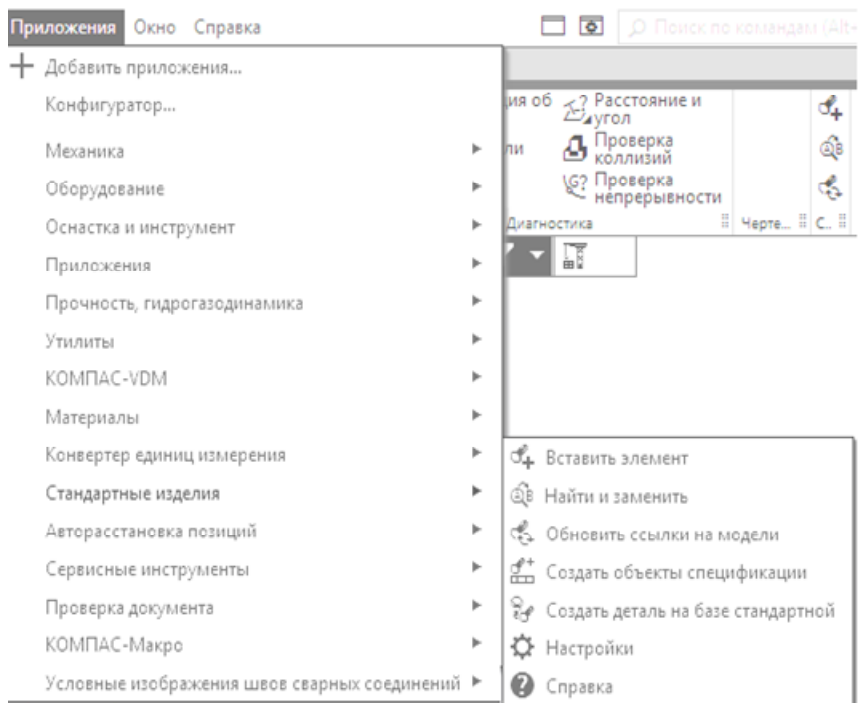 Приложения Окно Справка Поиск по командам (Alt+
Добавить приложения...
Конфигуратор...
Механика
Оборудование
Оснастка и инструмент
Приложения
Прочность, гидрогазодинамика
Утилиты
КОМПАС-VDM
Материалы
Конвертер единиц измерения
Стандартные изделия
Авторасстановка позиций
Сервисные инструменты
Проверка документа
КОМПАС-Макро
Условные изображения швов сварных соединений
ия об
ли
Расстояние и
угол
Проверка
коллизий
Проверка
непрерывности
Диагностика Черте... С...
Вставить элемент
Найти и заменить
Обновить ссылки на модели
Создать объекты спецификации
Создать деталь на базе стандартной
Настройки
Справка